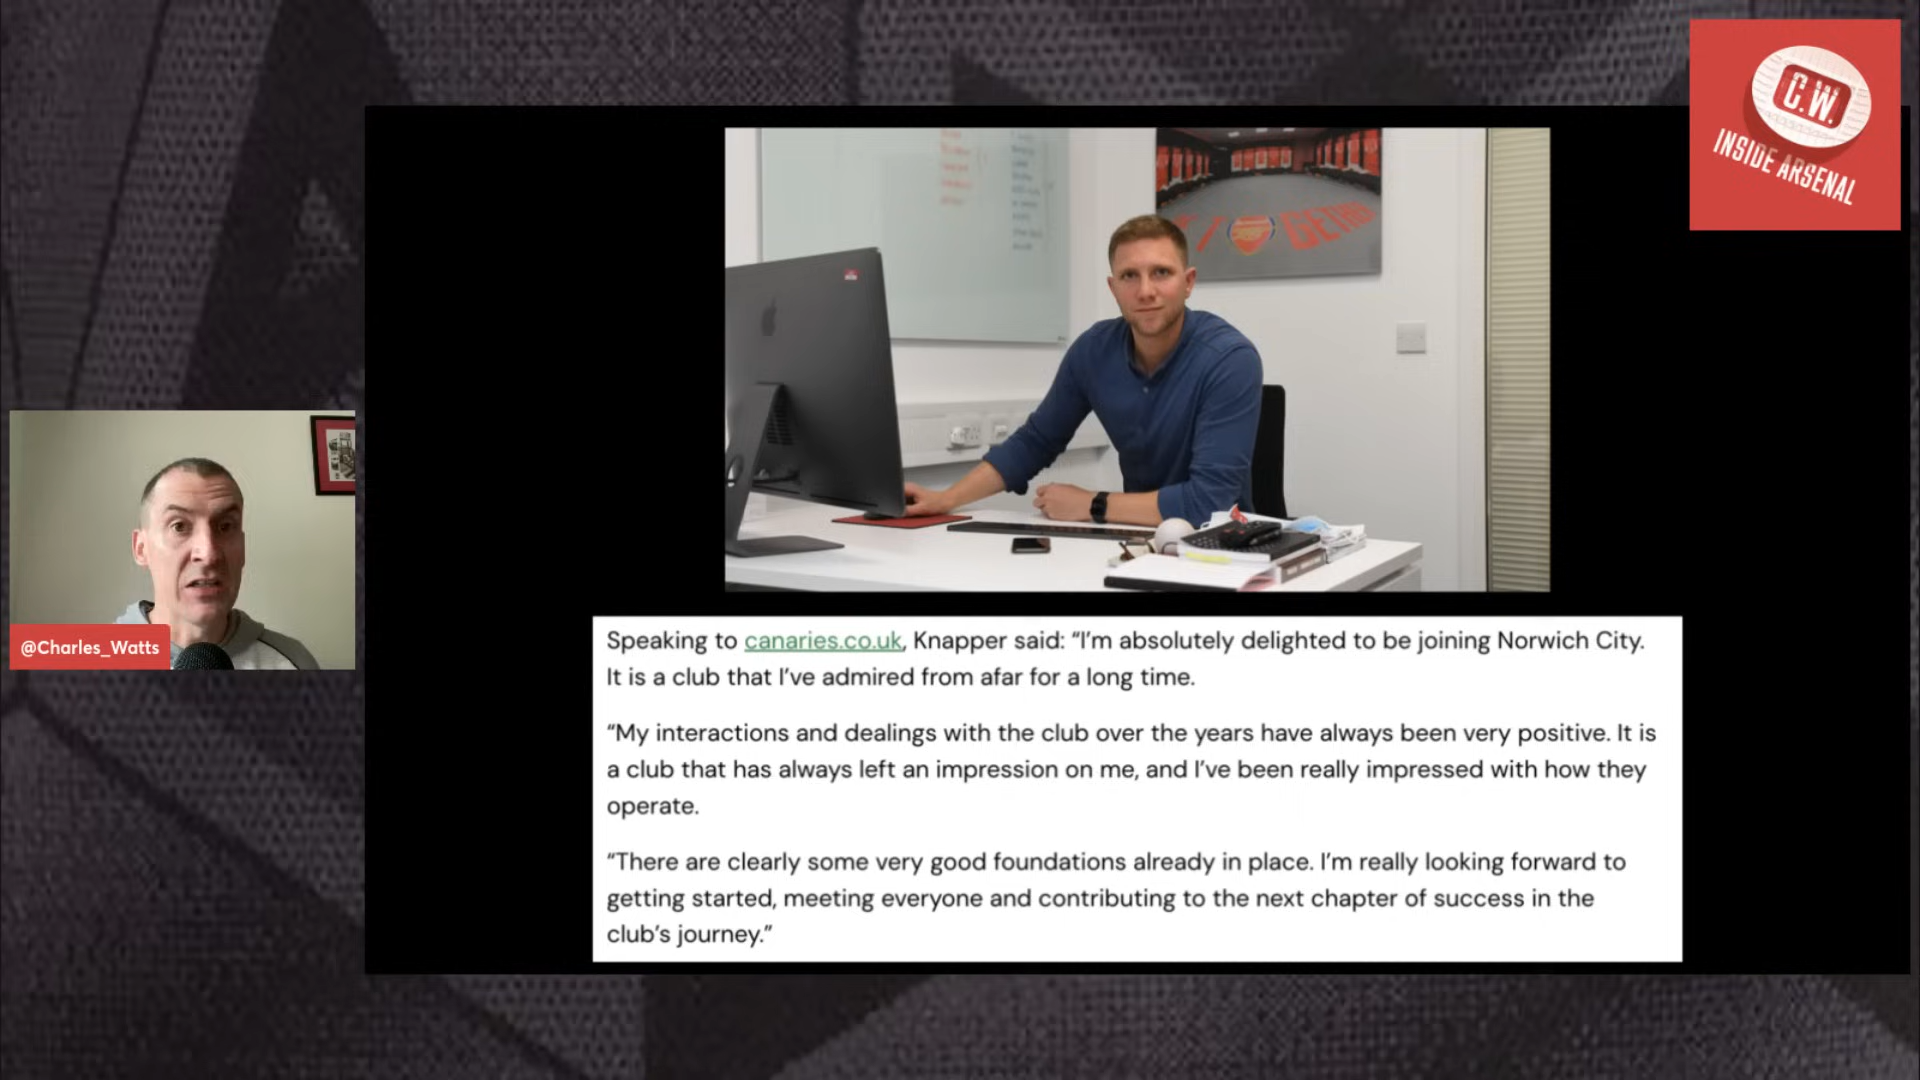 C.W.
INSIDE ARSENAL
@Charles_Watts
Speaking to canaries.co.uk, Knapper said: “I’m absolutely delighted to be joining Norwich City.
It is a club that I’ve admired from afar for a long time.
“My interactions and dealings with the club over the years have always been very positive. It is
a club that has always left an impression on me, and I’ve been really impressed with how they
operate.
“There are clearly some very good foundations already in place. I’m really looking forward to
getting started, meeting everyone and contributing to the next chapter of success in the
club’s journey.”